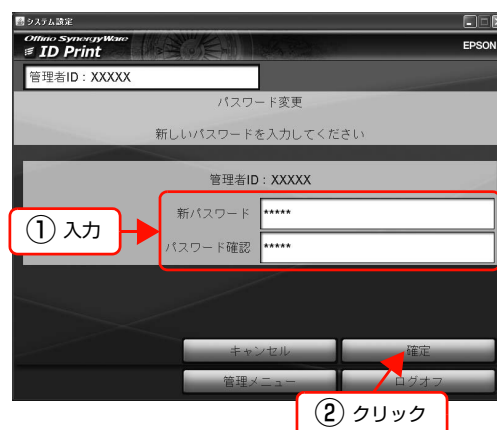 システム設定
Offirio SynergyWare
ID Print
EPSON
管理者ID：XXXXX
パスワード変更
新しいパスワードを入力してください
管理者ID：XXXXX
① 入力
新パスワード *****
パスワード確認 *****
キャンセル 確定
管理メニュー ログオフ
② クリック